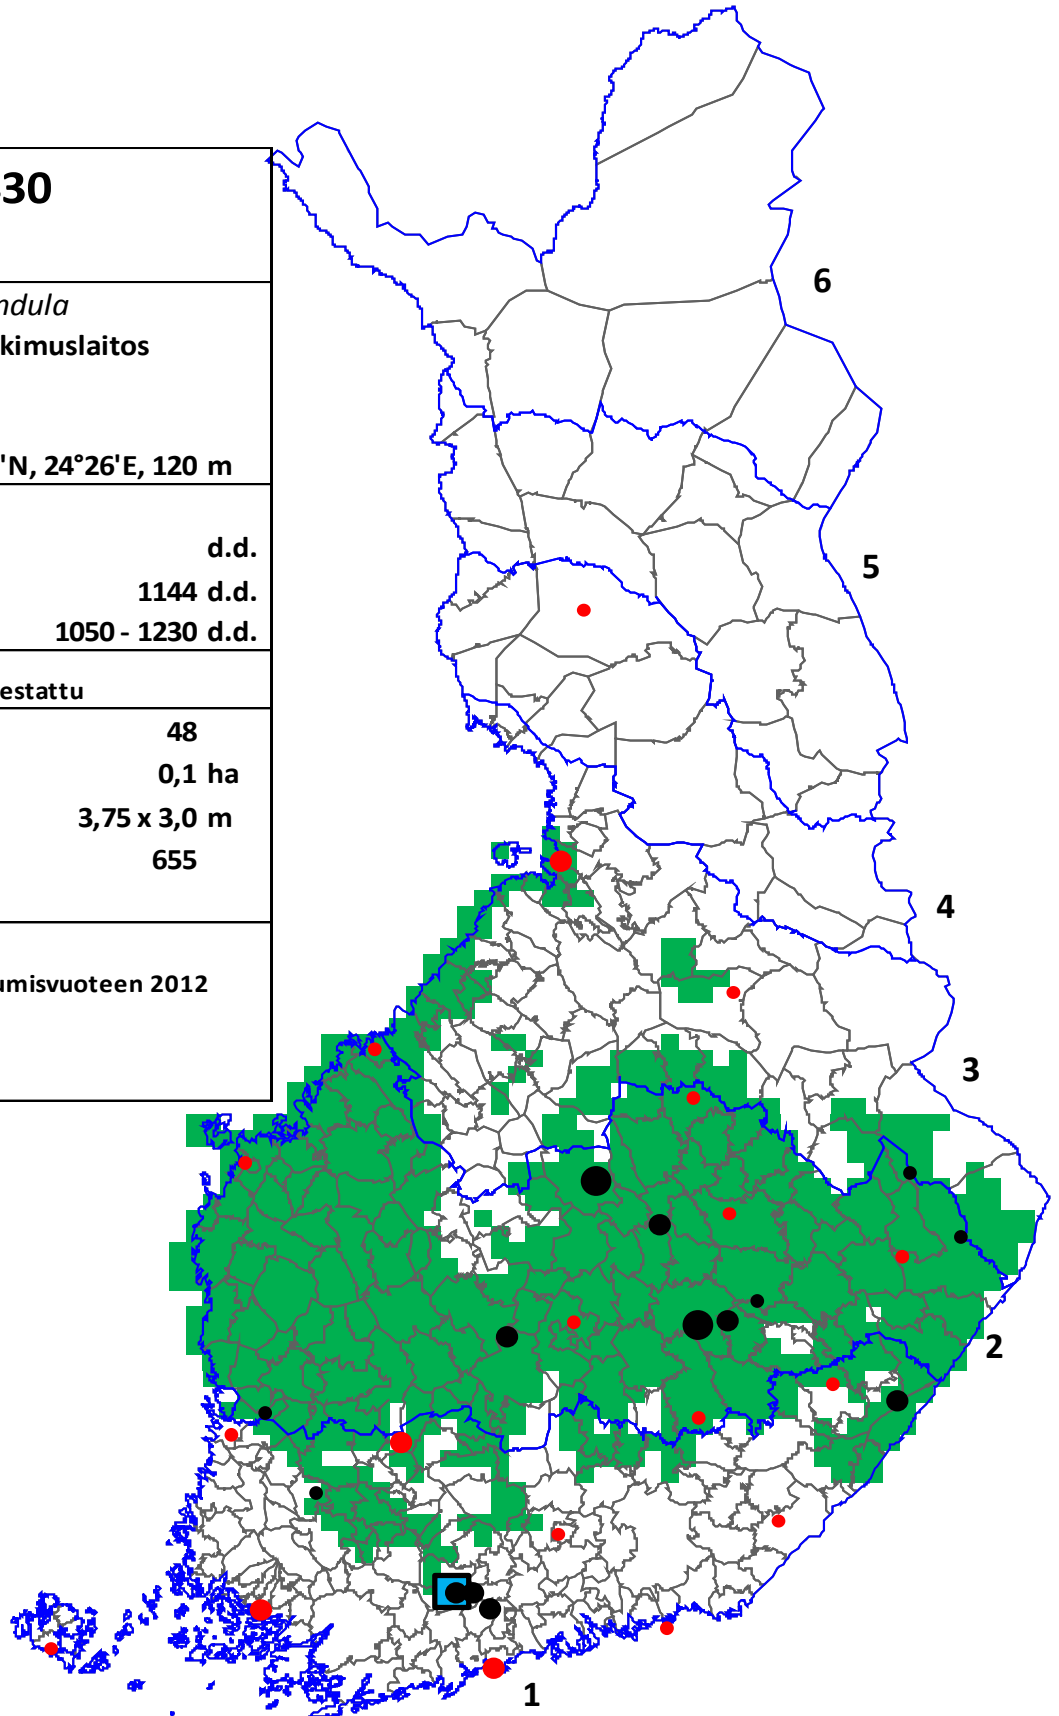 30
ndula
kimuslaitos
'N, 24°26'E, 120 m
d.d.
1144 d.d.
1050 - 1230 d.d.
estattu
48
0,1 ha
3,75 x 3,0 m
655
umisvuoteen 2012
6
5
4
3
2
1